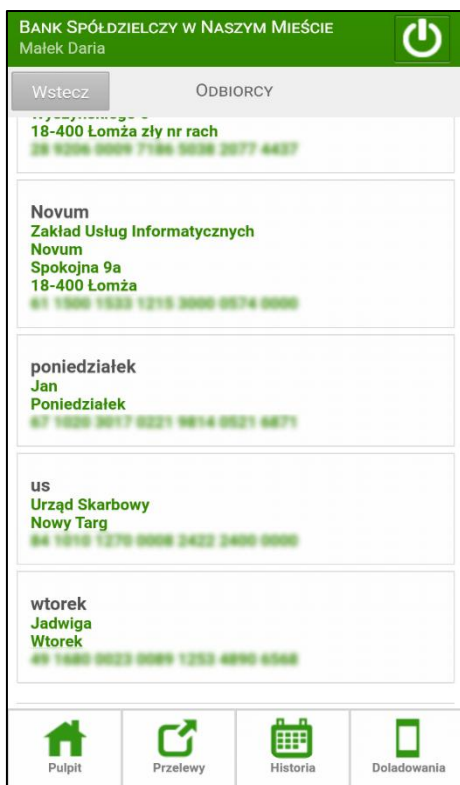 Bank Spółdzielczy w Naszym Mieście
Małek Daria
Wstecz
Odbiorcy
18-400 Łomża zły nr rach
Novum
Zakład Usług Informatycznych
Novum
Spokojna 9a
18-400 Łomża
poniedziałek
Jan
Poniedziałek
us
Urząd Skarbowy
Nowy Targ
wtorek
Jadwiga
Wtorek
Pulpit
Przelewy
Historia
Doladowania